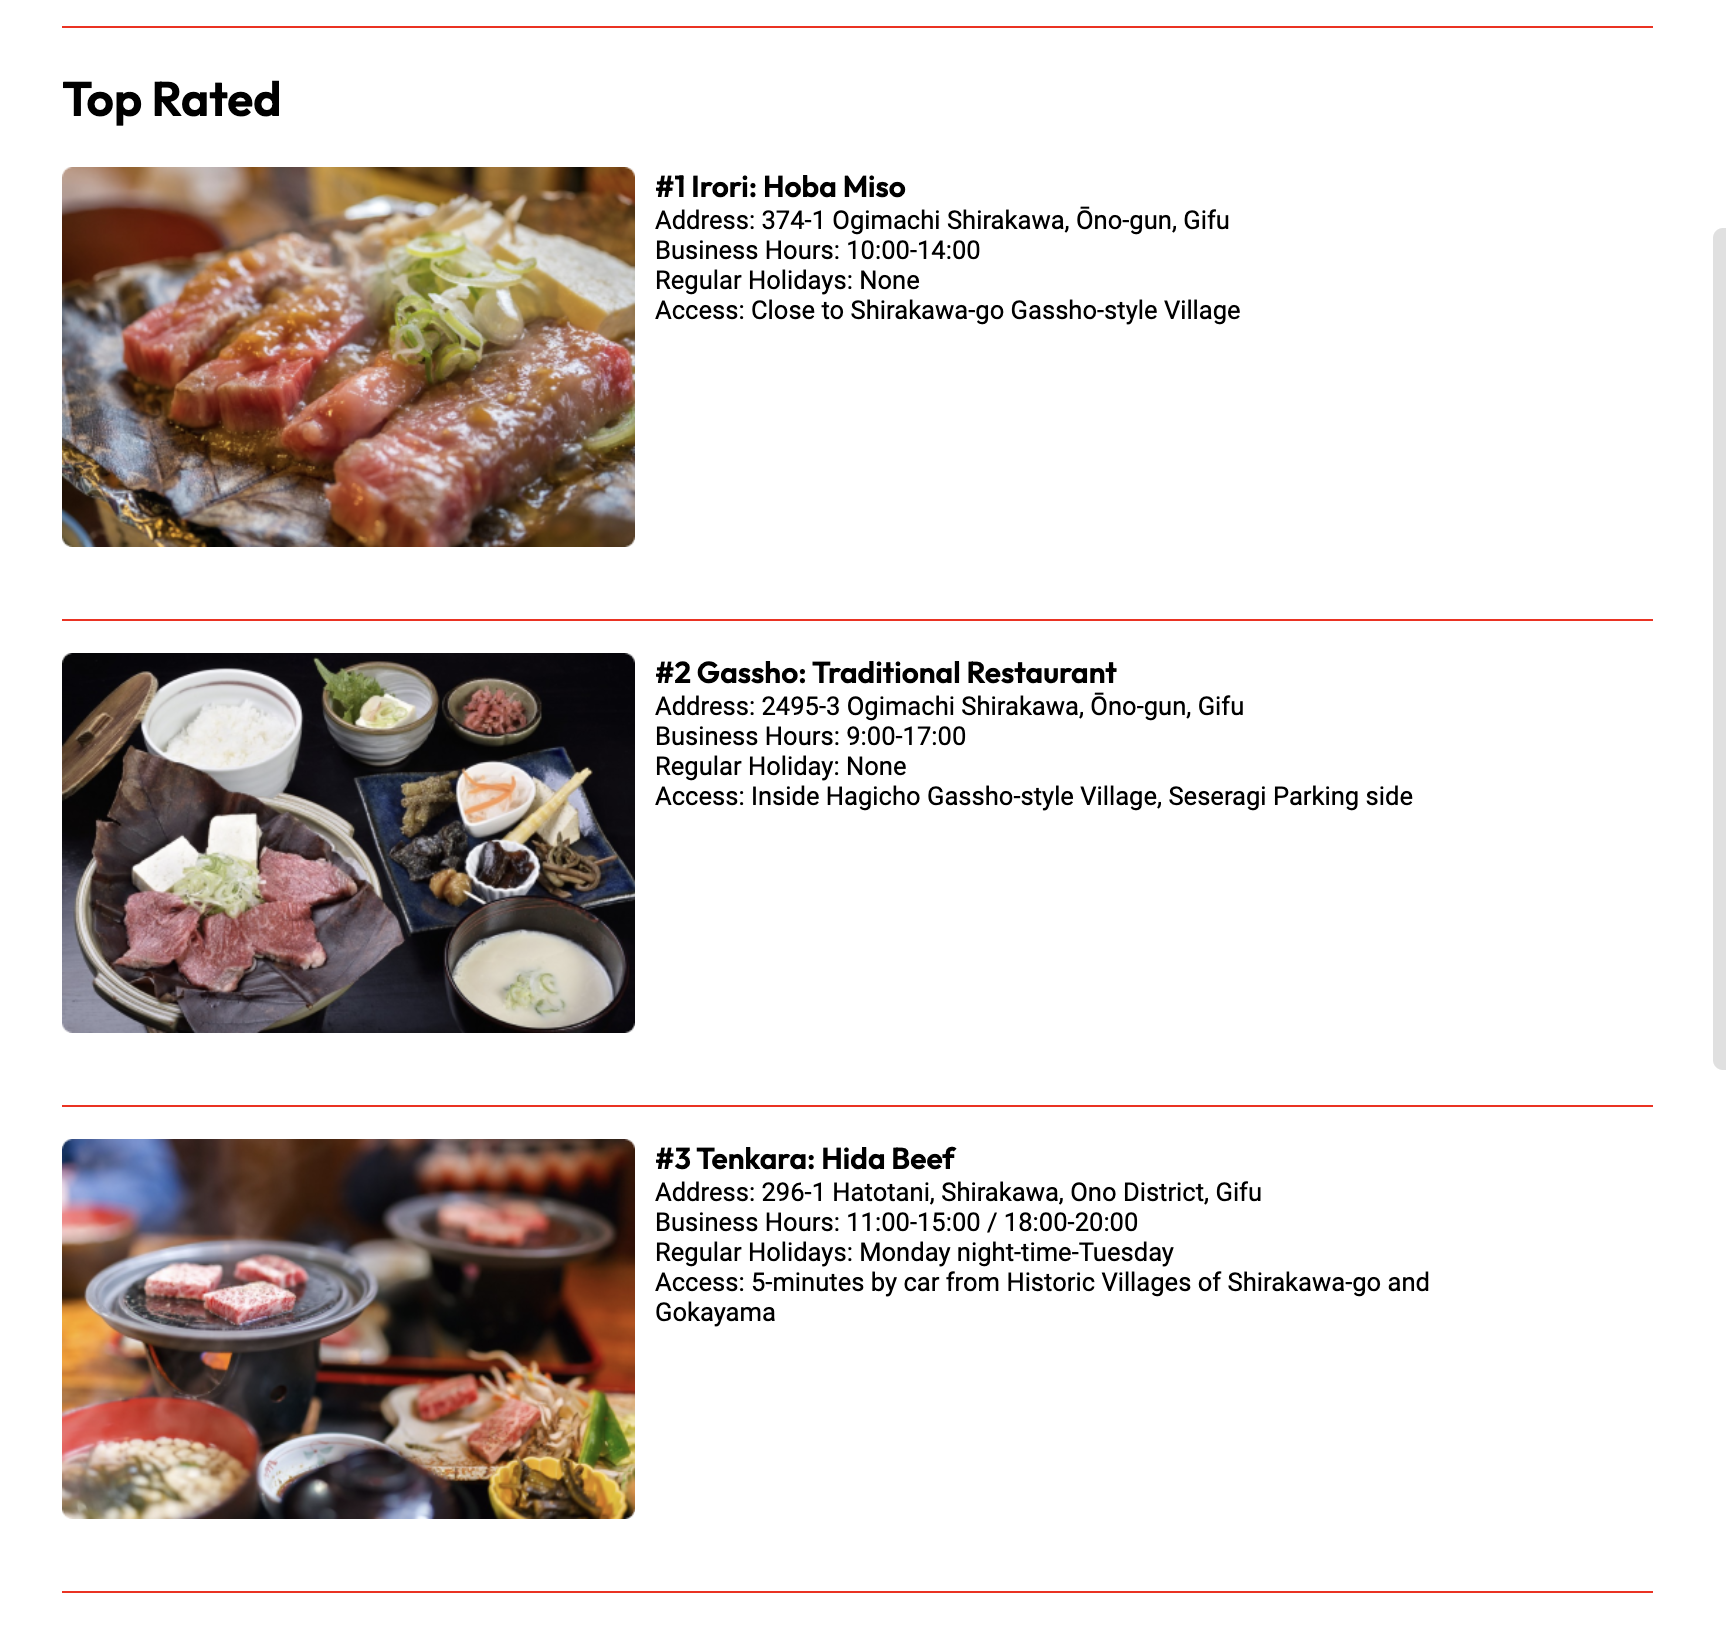 Top Rated
#1 Irori: Hoba Miso
Address: 374-1 Ogimachi Shirakawa, Ōno-gun, Gifu
Business Hours: 10:00-14:00
Regular Holidays: None
Access: Close to Shirakawa-go Gassho-style Village
#2 Gassho: Traditional Restaurant
Address: 2495-3 Ogimachi Shirakawa, Ōno-gun, Gifu
Business Hours: 9:00-17:00
Regular Holiday: None
Access: Inside Hagicho Gassho-style Village, Seseragi Parking side
#3 Tenkara: Hida Beef
Address: 296-1 Hatotani, Shirakawa, Ono District, Gifu
Business Hours: 11:00-15:00 / 18:00-20:00
Regular Holidays: Monday night-time-Tuesday
Access: 5-minutes by car from Historic Villages of Shirakawa-go and
Gokayama